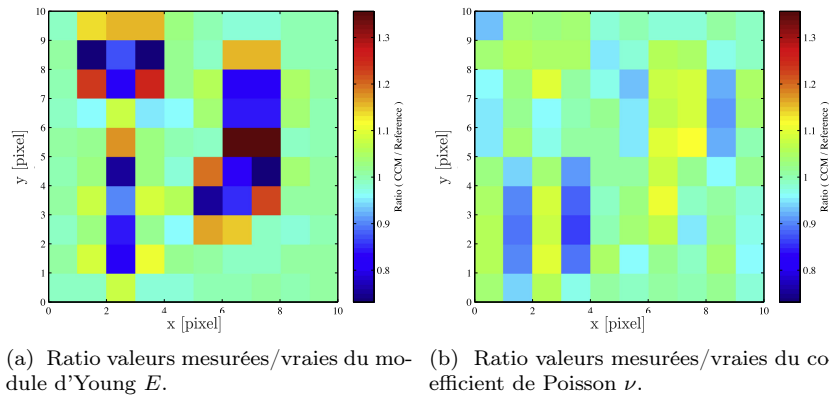 10
9
8
7
6
5
4
3
2
1
0
y [pixel]
0 2 4 6 8 10
x [pixel]
1.3
1.2
1.1
1
0.9
0.8
Ratio ( CCM / Reference )
10
9
8
7
6
5
4
3
2
1
0
y [pixel]
0 2 4 6 8 10
x [pixel]
1.3
1.2
1.1
1
0.9
0.8
Ratio ( CCM / Reference )
(a) Ratio valeurs mesurées/vraies du mo-
dule d'Young E.
(b) Ratio valeurs mesurées/vraies du co
efficient de Poisson ν.